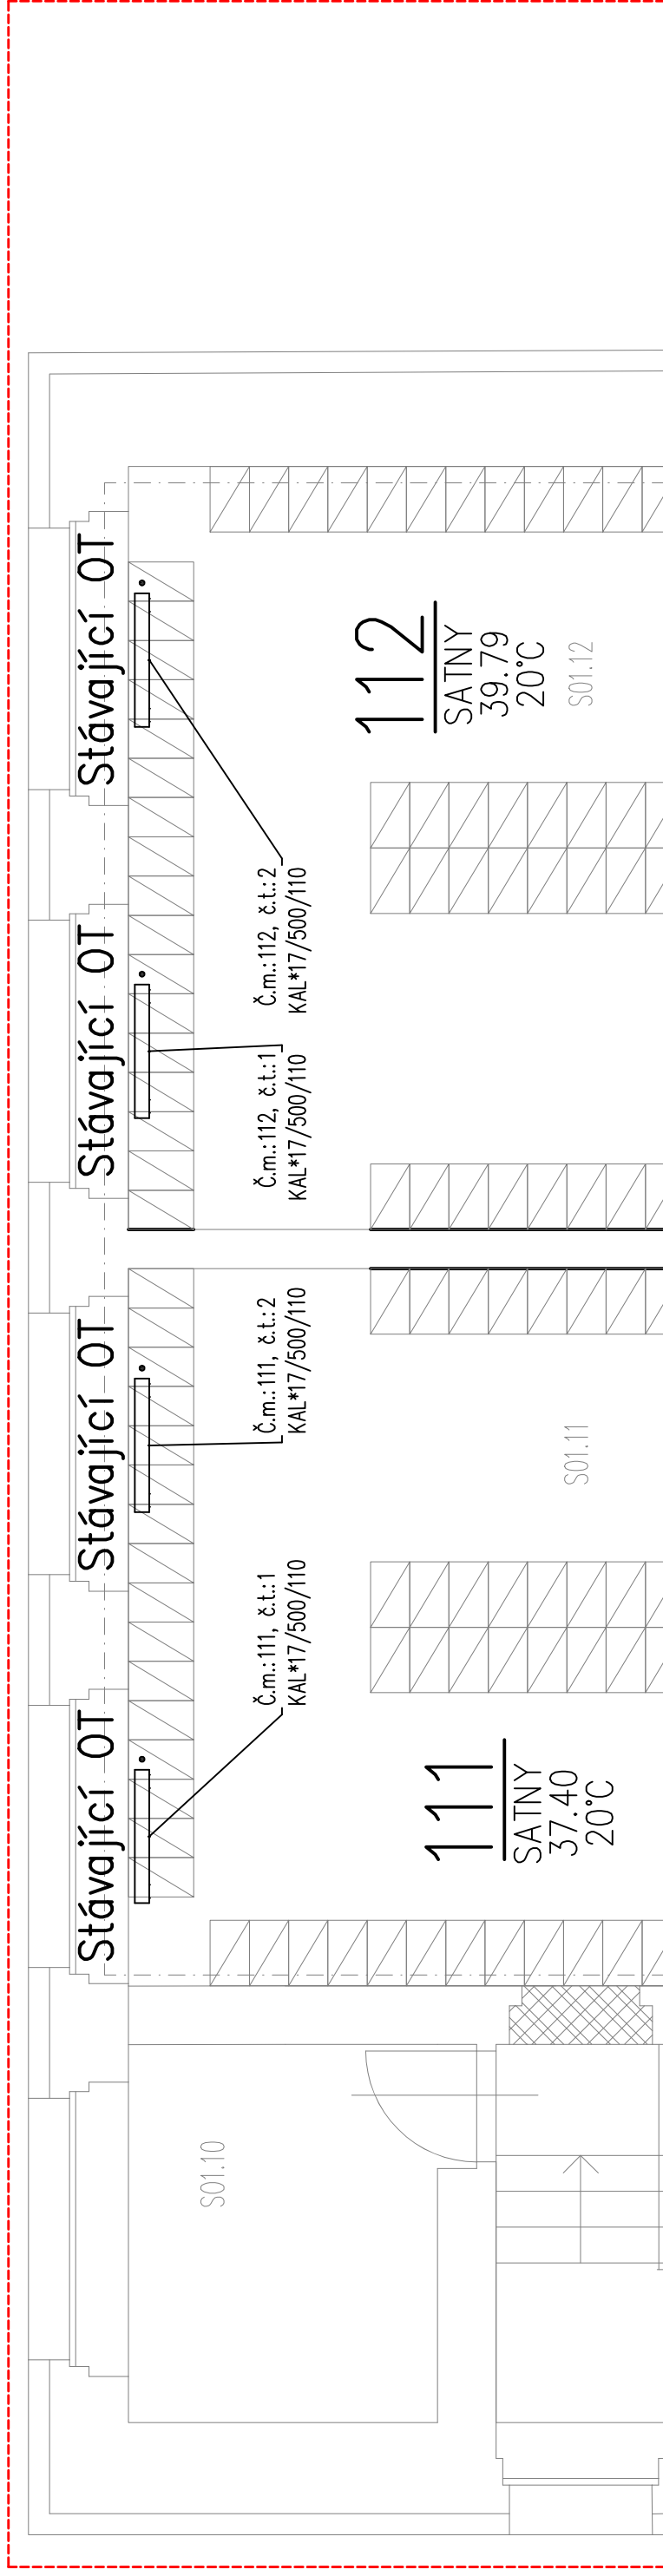 Stávající OT
Stávající OT
Stávající OT
Stávající OT
112
ŠATNY
39.79
20°C
S01.12
Č.m.:112, č.t.:2
KAL*17/500/110
Č.m.:112, č.t.:1
KAL*17/500/110
Č.m.:111, č.t.:2
KAL*17/500/110
S01.11
Č.m.:111, č.t.:1
KAL*17/500/110
111
ŠATNY
37.40
20°C
S01.10